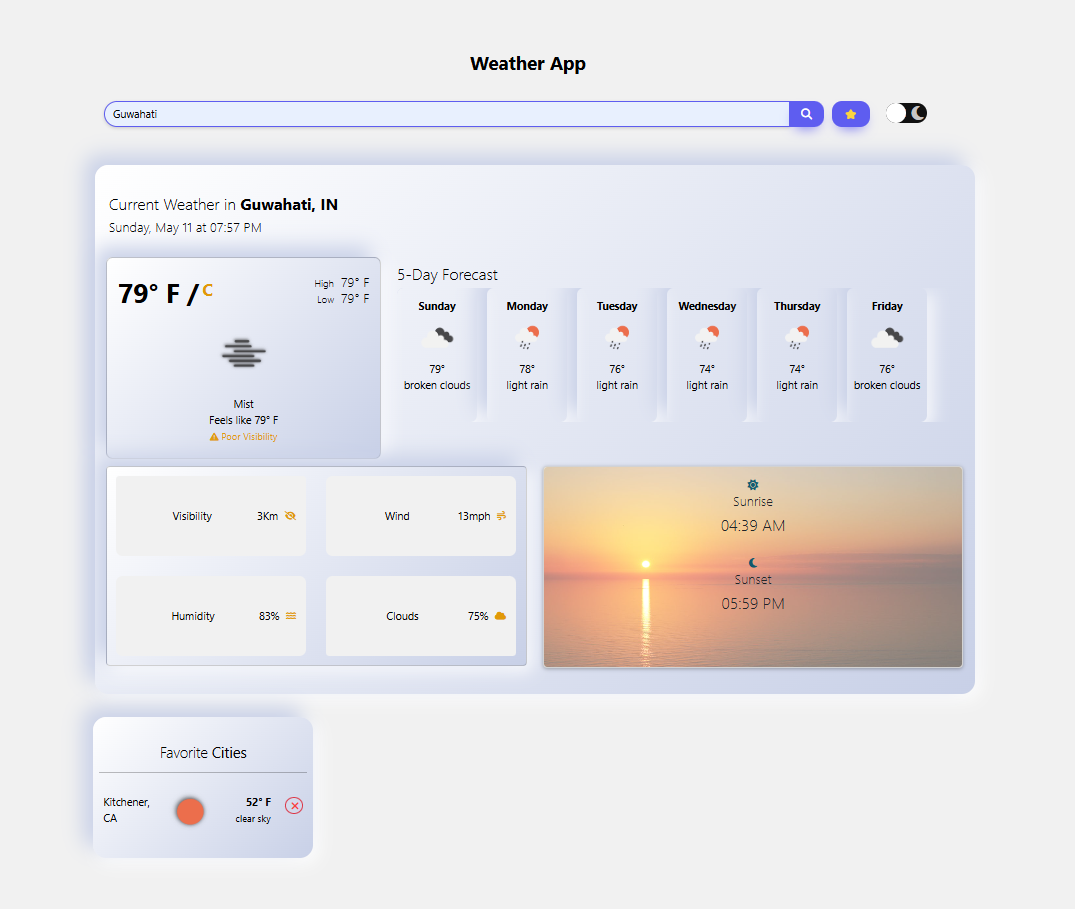 Weather App
Guwahati
Current Weather in Guwahati, IN
Sunday, May 11 at 07:57 PM
79° F / C
High 79° F
Low 79° F
Mist
Feels like 79° F
Poor Visibility
5-Day Forecast
Sunday
79°
broken clouds
Monday
78°
light rain
Tuesday
76°
light rain
Wednesday
74°
light rain
Thursday
74°
light rain
Friday
76°
broken clouds
Visibility 3Km
Wind 13mph
Humidity 83%
Clouds 75%
Sunrise
04:39 AM
Sunset
05:59 PM
Favorite Cities
Kitchener,
CA
52° F
clear sky